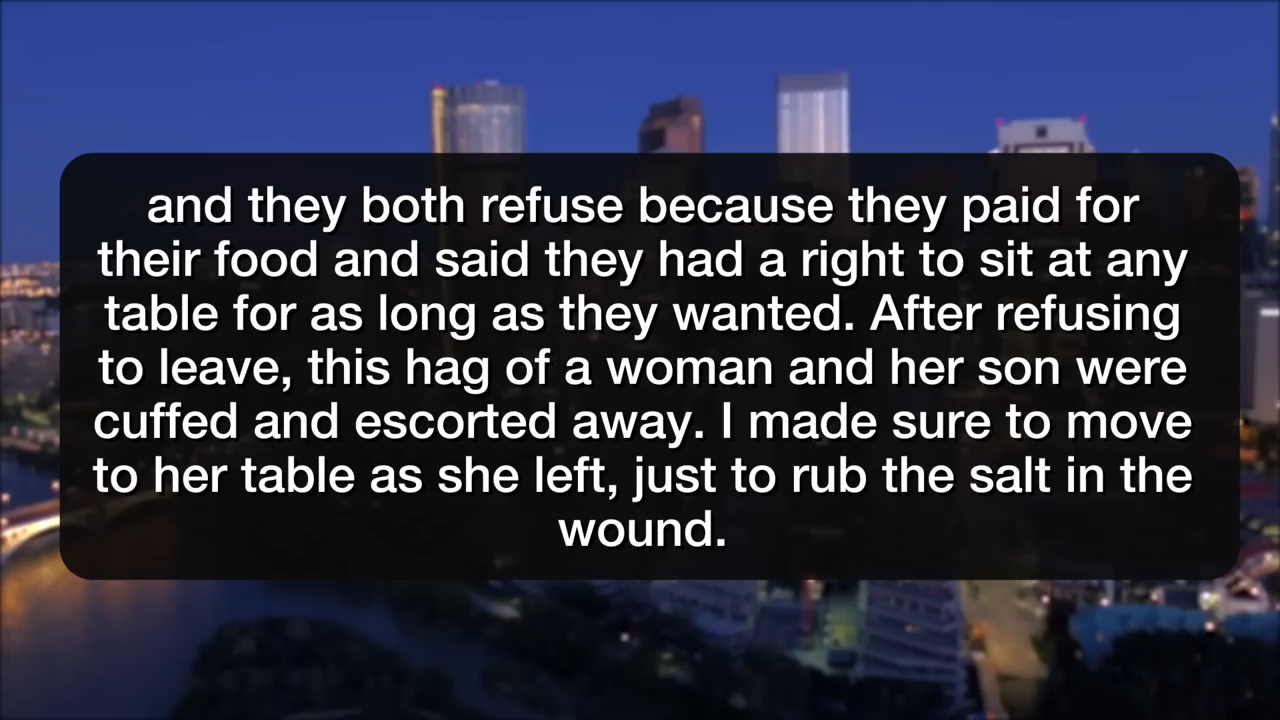 and they both refuse because they paid for
their food and said they had a right to sit at any
table for as long as they wanted. After refusing
to leave, this hag of a woman and her son were
cuffed and escorted away. I made sure to move
to her table as she left, just to rub the salt in the
wound.